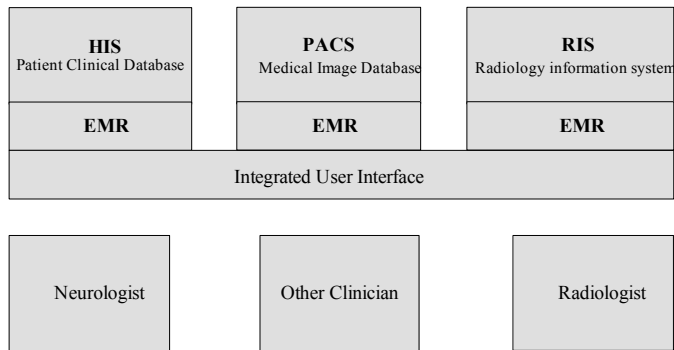 HIS
Patient Clinical Database
PACS
Medical Image Database
RIS
Radiology information system
EMR
EMR
EMR
Integrated User Interface
Neurologist
Other Clinician
Radiologist